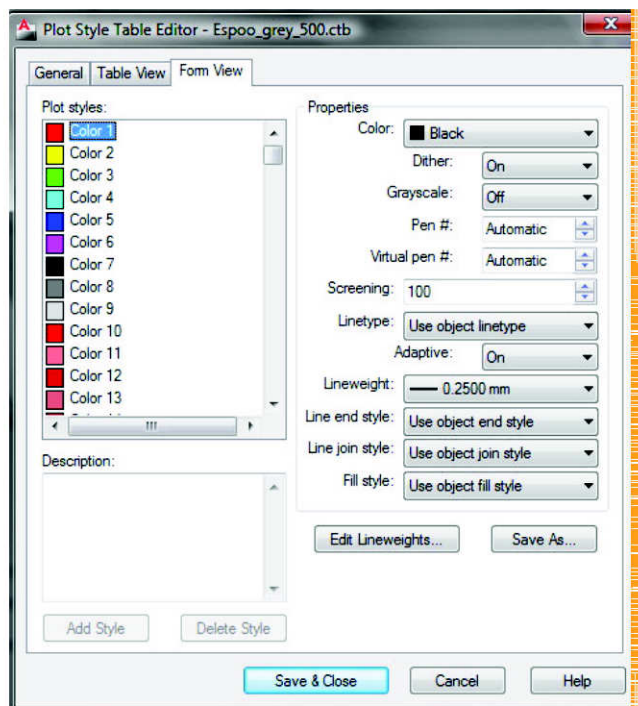 Plot Style Table Editor - Espoo_grey_500.ctb
General Table View Form View
Plot styles:
Color 1
Color 2
Color 3
Color 4
Color 5
Color 6
Color 7
Color 8
Color 9
Color 10
Color 11
Color 12
Color 13
Description:
Add Style Delete Style
Properties
Color: Black
Dither: On
Grayscale: Off
Pen #: Automatic
Virtual pen #: Automatic
Screening: 100
Linetype: Use object linetype
Adaptive: On
Lineweight: 0.2500 mm
Line end style: Use object end style
Line join style: Use object join style
Fill style: Use object fill style
Edit Lineweights... Save As...
Save & Close Cancel Help